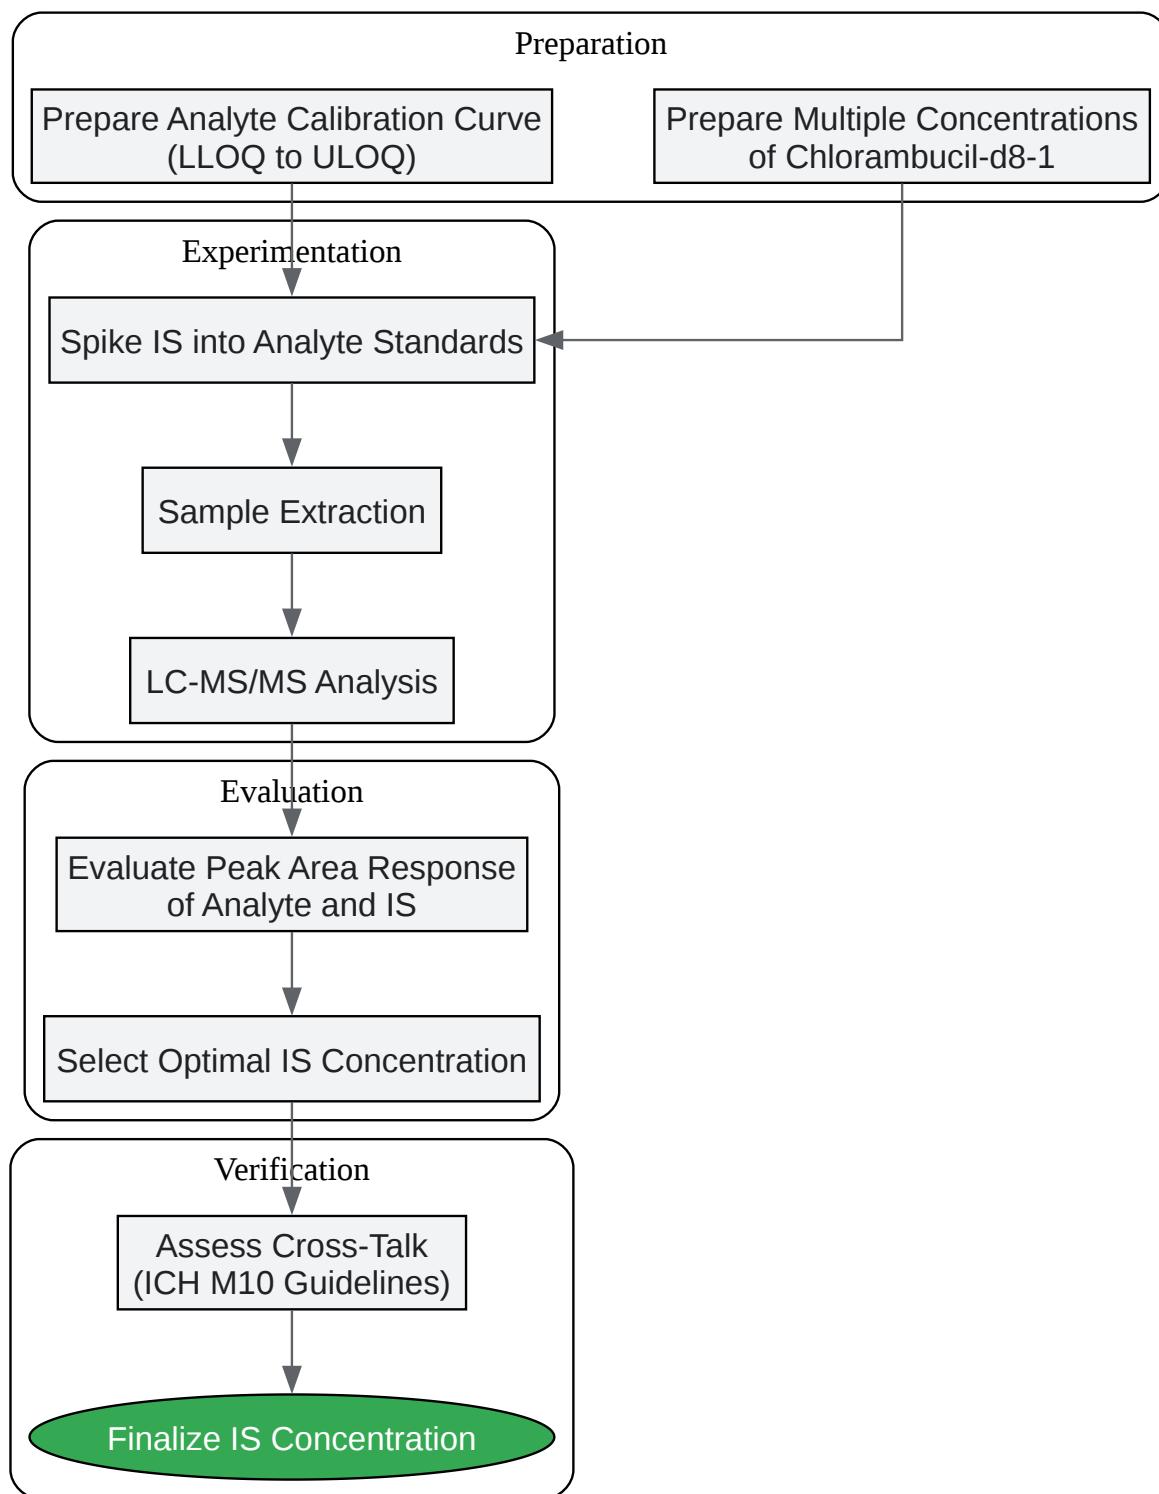 Preparation
Prepare Analyte Calibration Curve
(LLOQ to ULOQ)
Prepare Multiple Concentrations
of Chlorambucil-d8-1
Experimentation
Spike IS into Analyte Standards
Sample Extraction
LC-MS/MS Analysis
Evaluation
Evaluate Peak Area Response
of Analyte and IS
Select Optimal IS Concentration
Verification
Assess Cross-Talk
(ICH M10 Guidelines)
Finalize IS Concentration